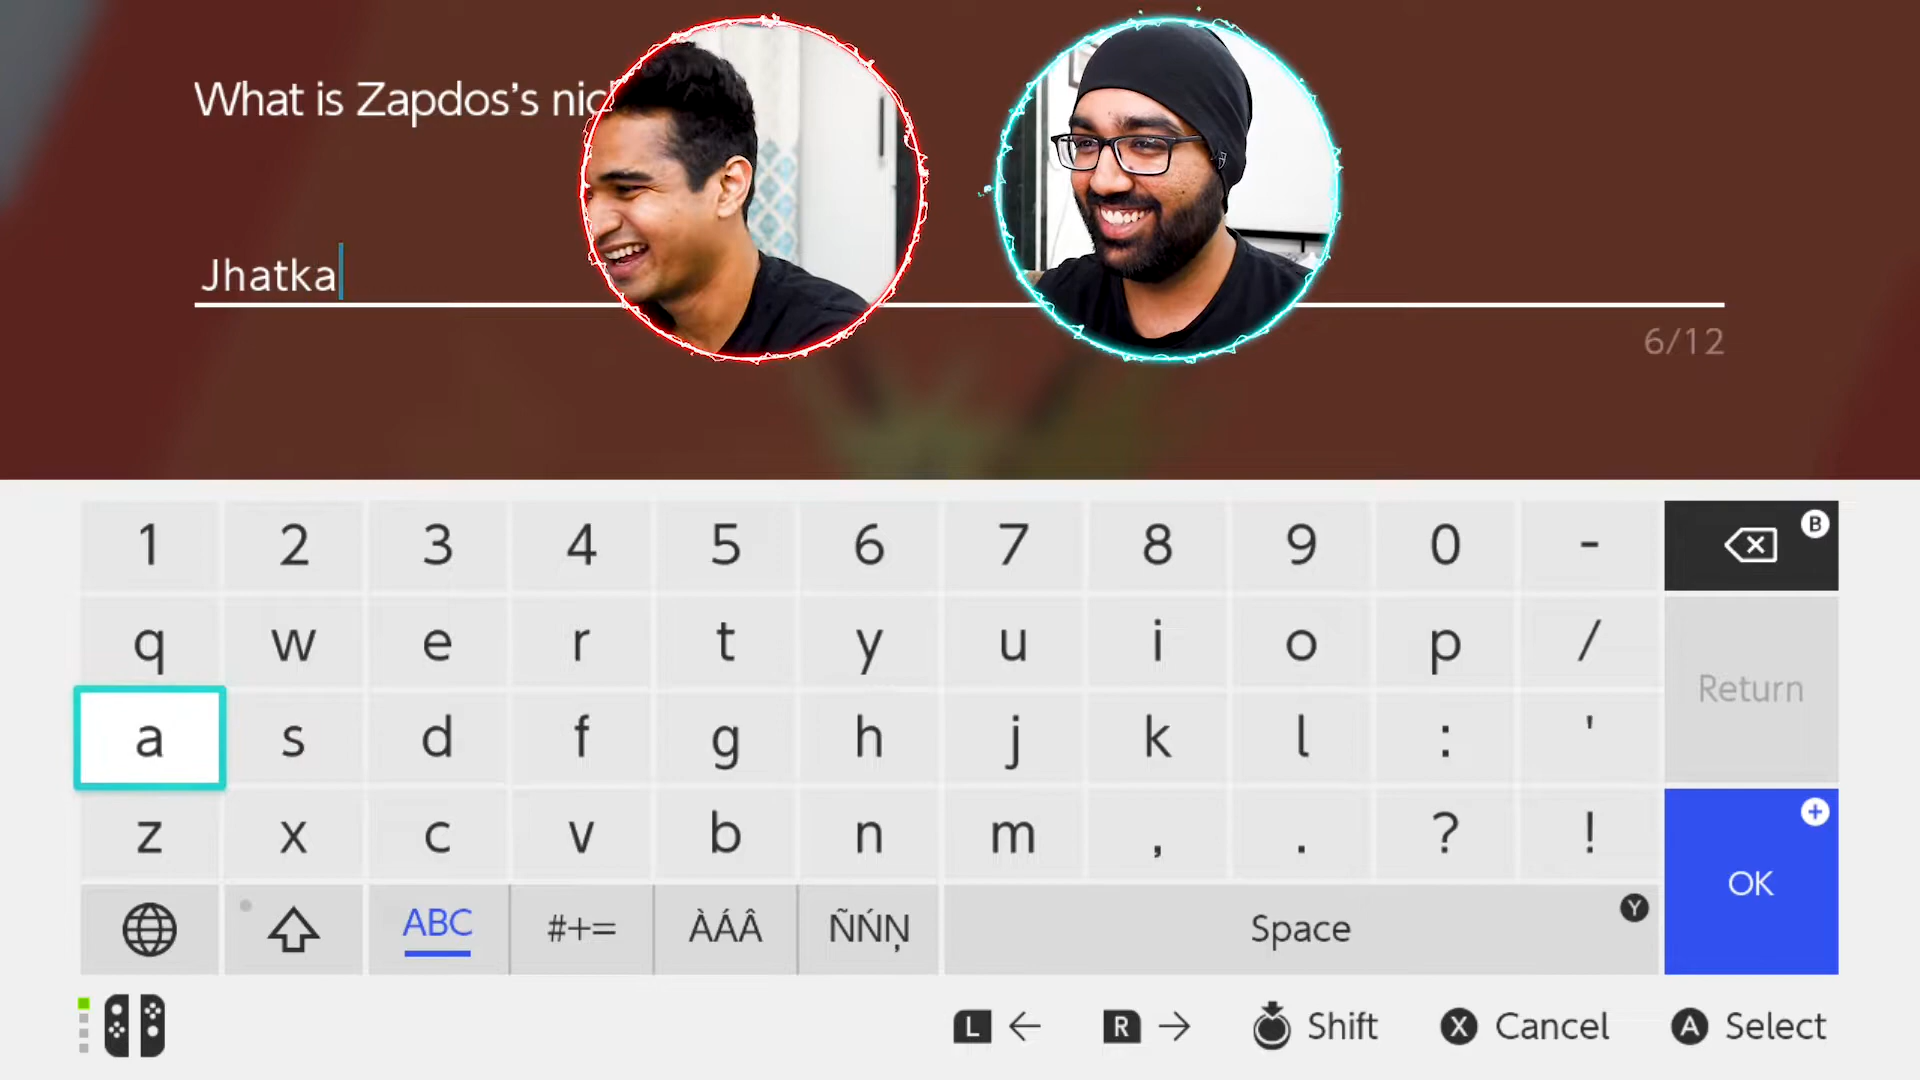 What is Zapdos's nic
Jhatka
6/12
1 2 3 4 5 6 7 8 9 0 - B
q w e r t y u i o p / Return
a s d f g h j k l : '
z x c v b n m , . ? ! +
OK
ABC #+= ÀÁÂ ÑŃŅ Space Y
L ← R → Shift X Cancel A Select